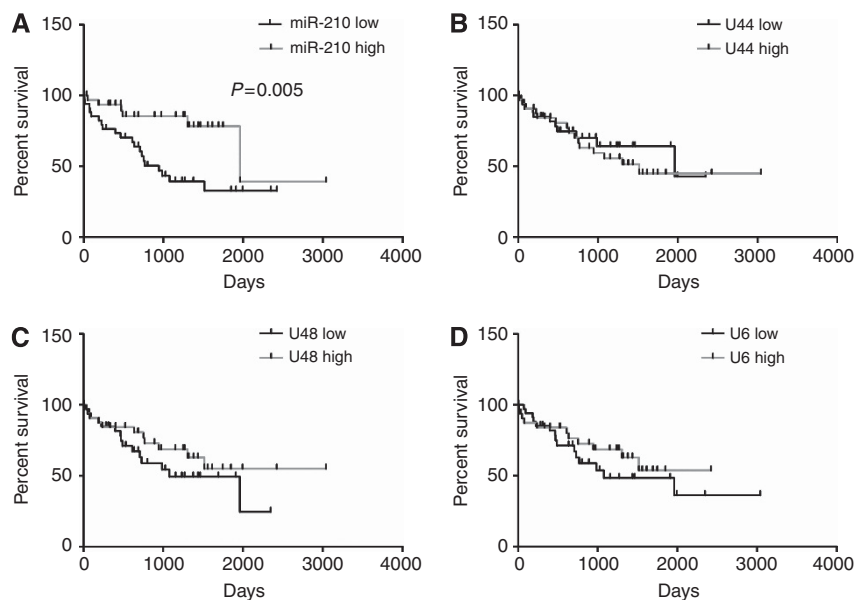 A
150
100
50
0
Percent survival
miR-210 low
miR-210 high
P=0.005
0 1000 2000 3000 4000
Days
B
150
100
50
0
Percent survival
U44 low
U44 high
0 1000 2000 3000 4000
Days
C
150
100
50
0
Percent survival
U48 low
U48 high
0 1000 2000 3000 4000
Days
D
150
100
50
0
Percent survival
U6 low
U6 high
0 1000 2000 3000 4000
Days